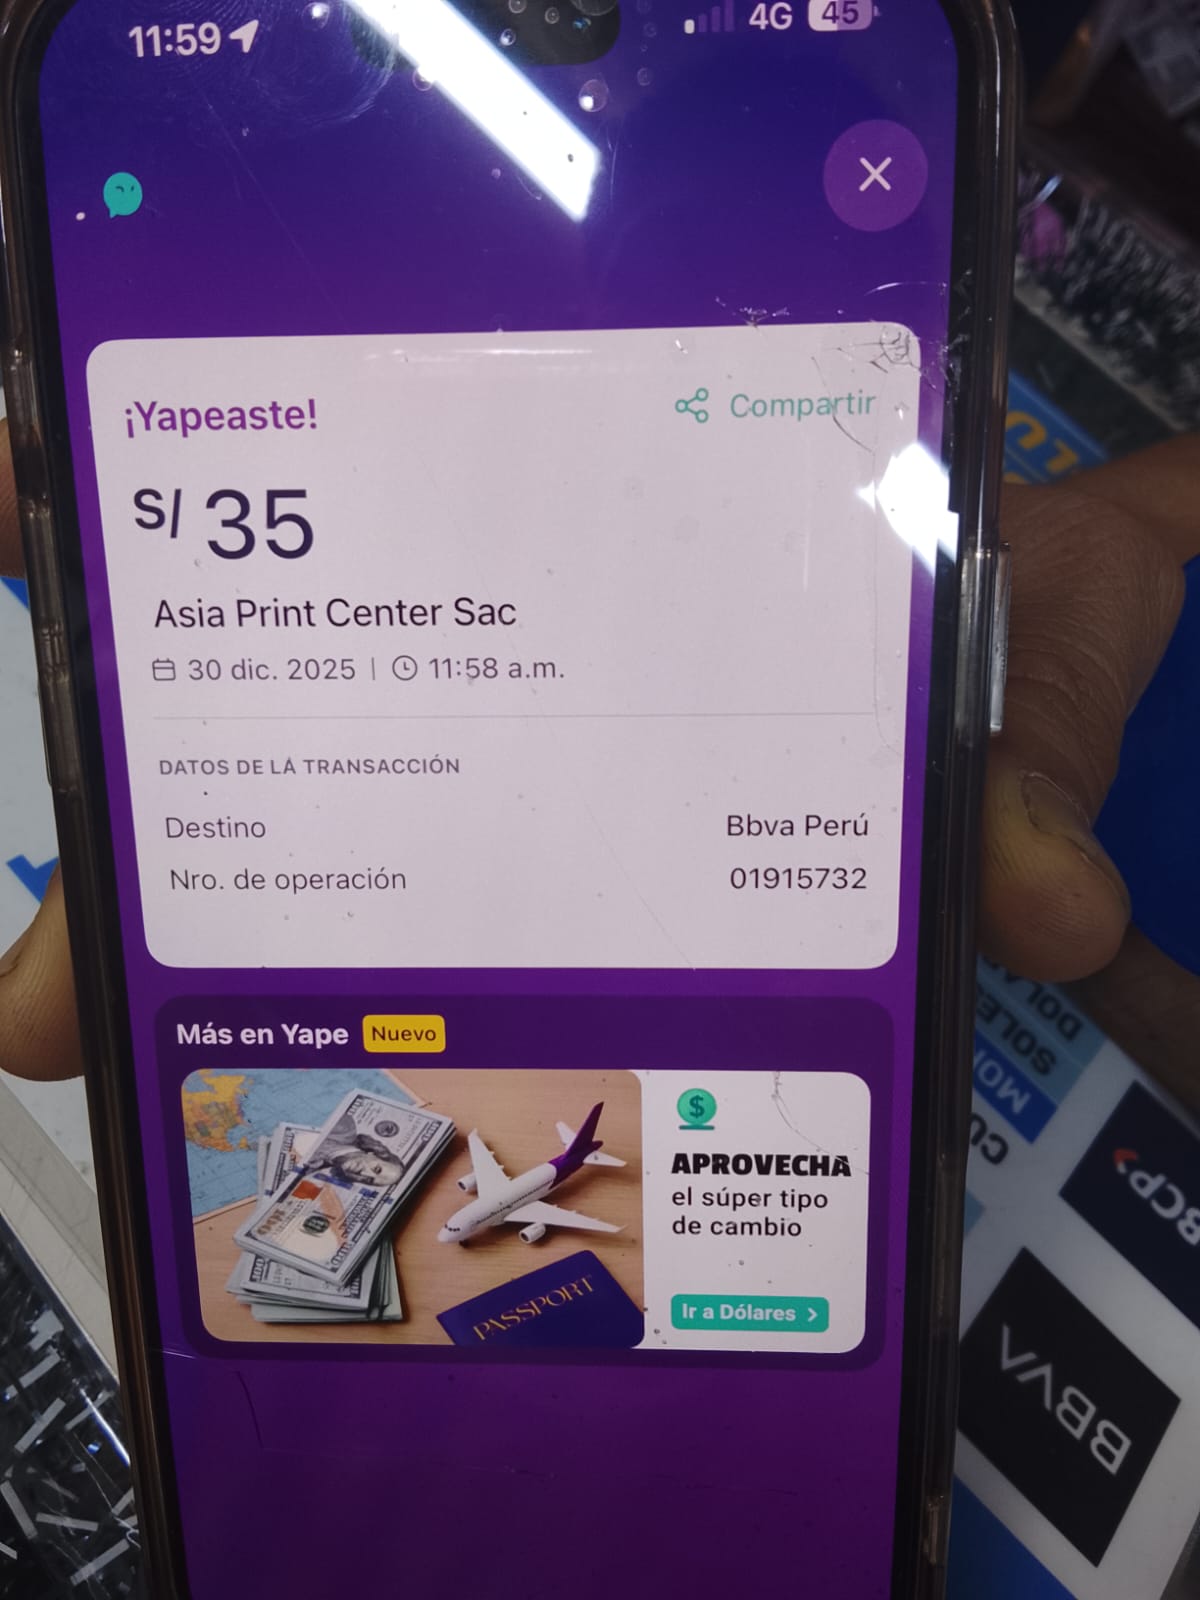 11:59
4G 45
¡Yapeaste!
Compartir
S/ 35
Asia Print Center Sac
30 dic. 2025 | 11:58 a.m.
DATOS DE LA TRANSACCIÓN
Destino Bbva Perú
Nro. de operación 01915732
Más en Yape Nuevo
PASSPORT
$
APROVECHA
el súper tipo
de cambio
Ir a Dólares
SOLES
BCP
BBVA